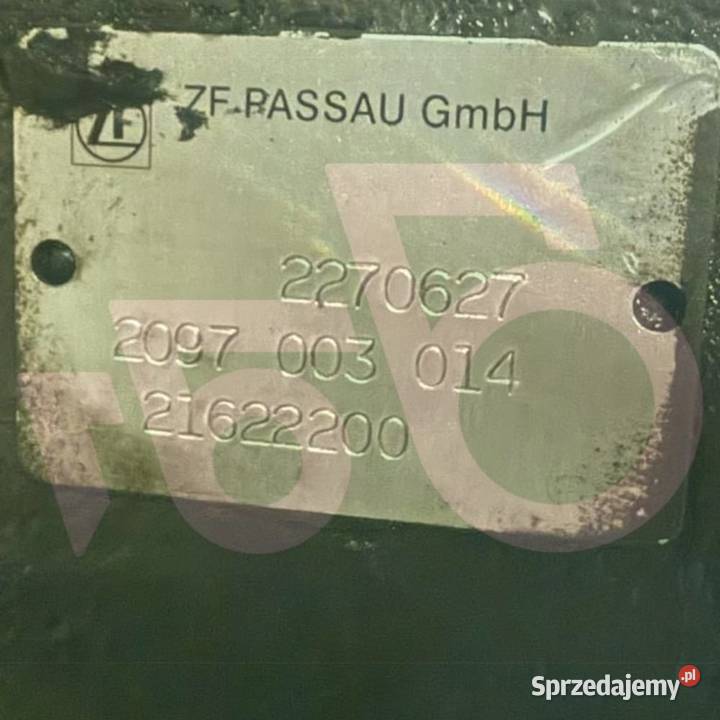 ZF PASSAU GmbH
ZF
2270627
2097 003 014
21622200
Sprzedajemy.pl